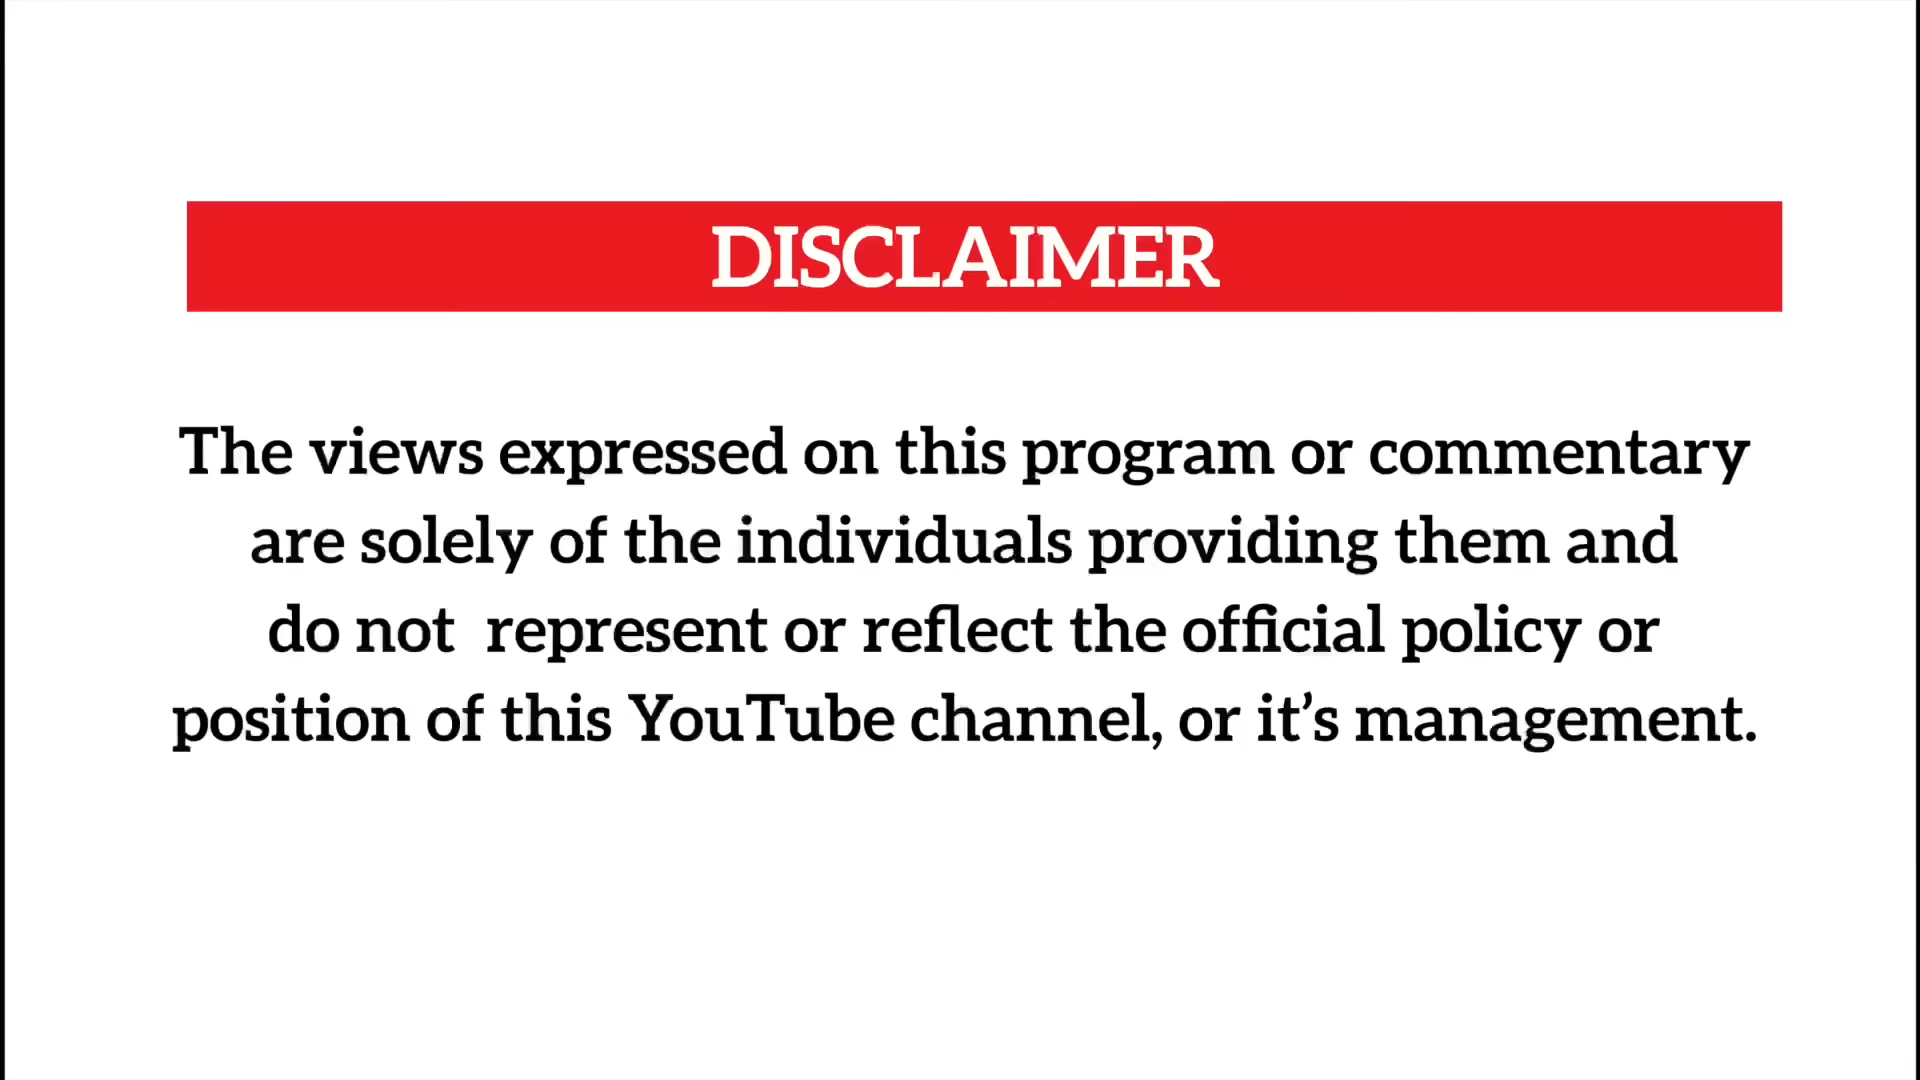 DISCLAIMER
The views expressed on this program or commentary
are solely of the individuals providing them and
do not  represent or reflect the official policy or
position of this YouTube channel, or it’s management.